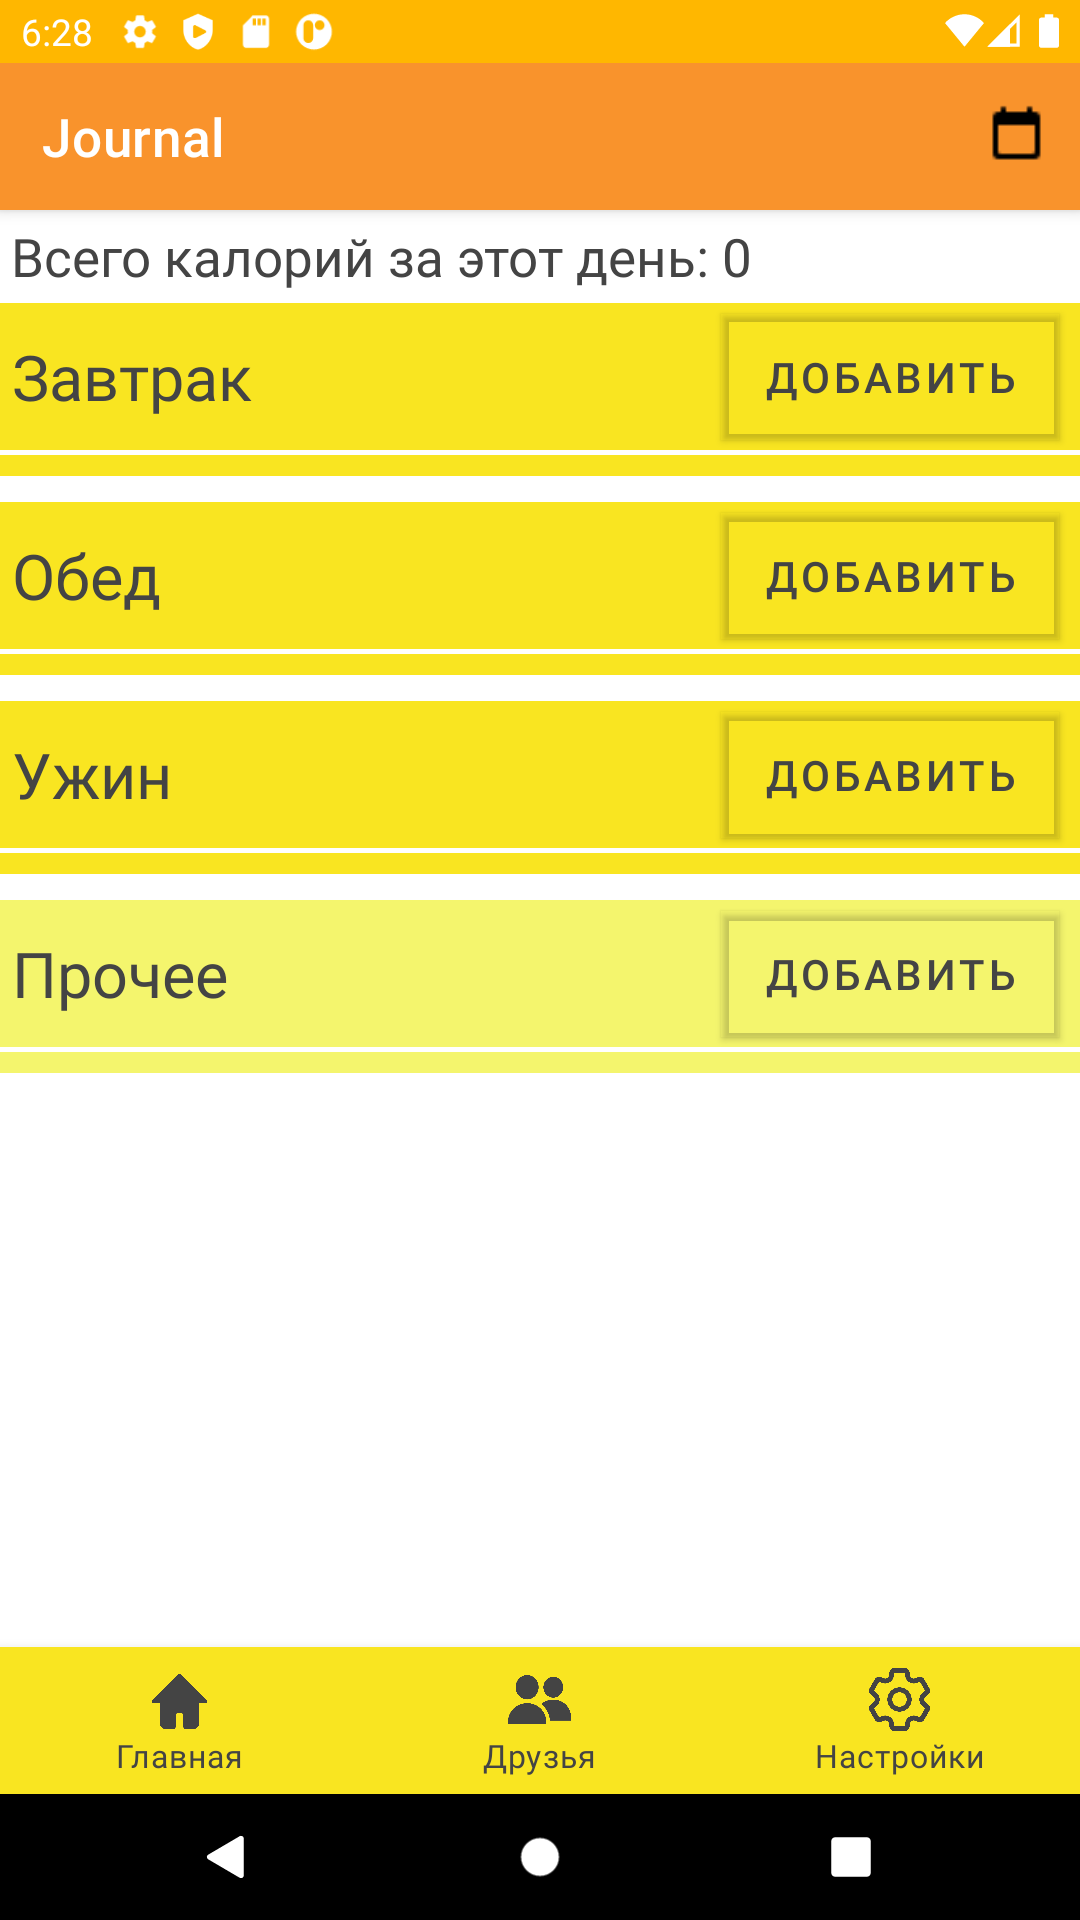 6:28
Journal
Всего калорий за этот день: 0
Завтрак
ДОБАВИТЬ
Обед
ДОБАВИТЬ
Ужин
ДОБАВИТЬ
Прочее
ДОБАВИТЬ
Главная
Друзья
Настройки